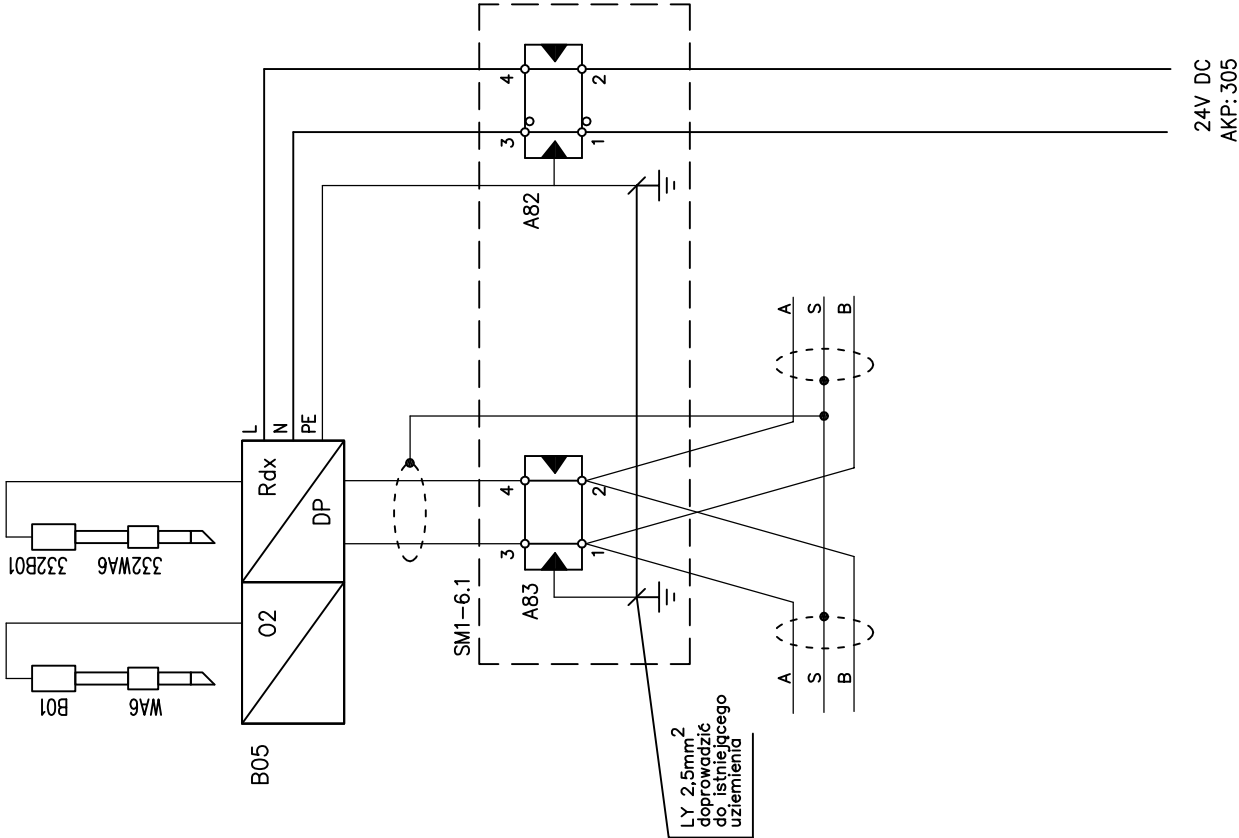 332B01
332WA6
B01
WA6
Rdx
DP
O2
B05
L
N
PE
SM1-6.1
A82
4
3
2
1
A83
4
3
2
1
A
S
B
A
S
B
LY 2,5mm²
doprowadzić
do istniejącego
uziemienia
24V DC
AKP:305